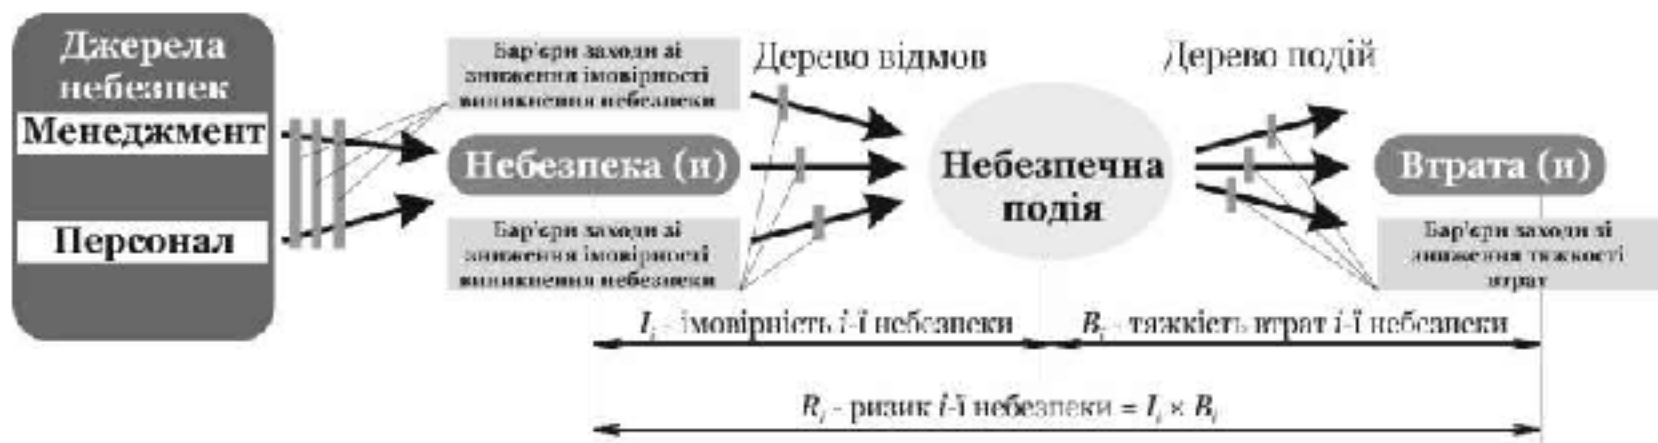 Джерела
небезпек
Менеджмент
Персонал
Бар'єри заходи зі
зниження імовірності
виникнення небезпеки
Небезпека (и)
Бар'єри заходи зі
зниження імовірності
виникнення небезпеки
Дерево відмов
Небезпечна
подія
Дерево подій
Втрата (и)
Бар'єри заходи зі
зниження тяжкості
втрат
Iᵢ - імовірність i-ї небезпеки
Bᵢ - тяжкість втрат i-ї небезпеки
Rᵢ - ризик i-ї небезпеки = Iᵢ × Bᵢ